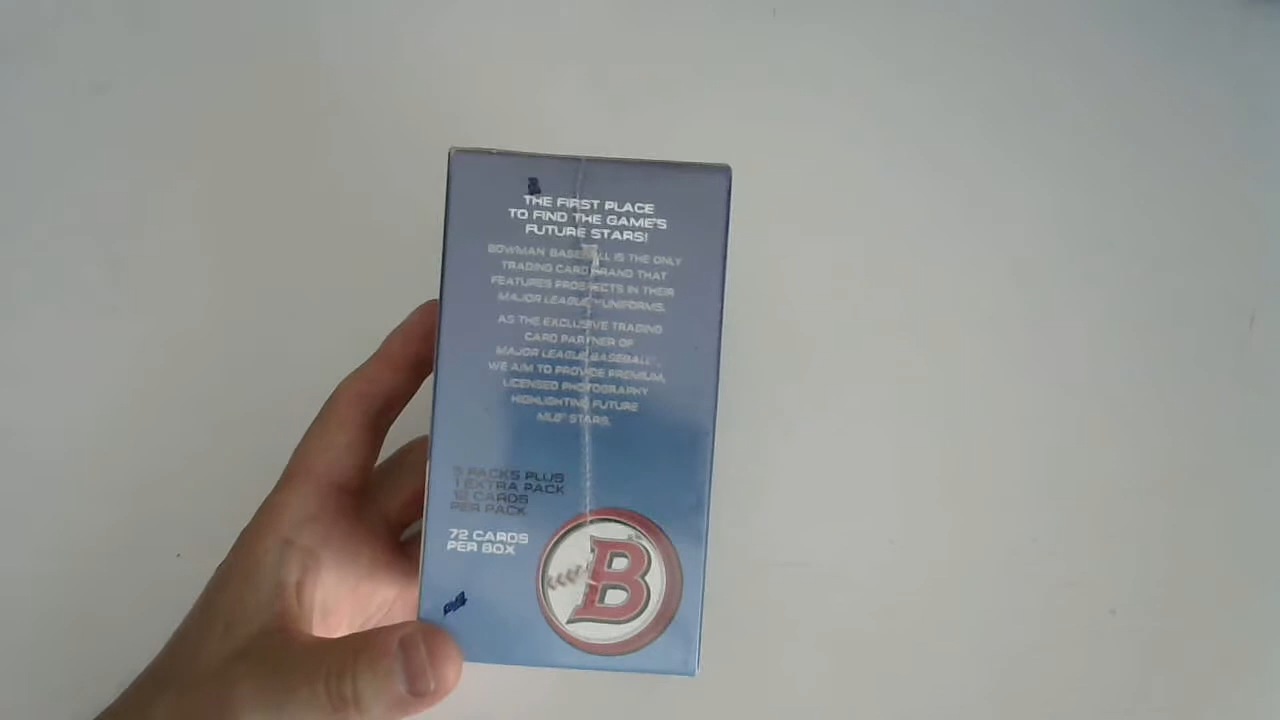 THE FIRST PLACE
TO FIND THE GAME'S
FUTURE STARS!
BOWMAN BASEBALL IS THE ONLY
TRADING CARD BRAND THAT
FEATURES PROSPECTS IN THEIR
MAJOR LEAGUE™ UNIFORMS.
AS THE EXCLUSIVE TRADING
CARD PARTNER OF
MAJOR LEAGUE BASEBALL®,
WE AIM TO PROVIDE PREMIUM,
LICENSED PHOTOGRAPHY
HIGHLIGHTING FUTURE
MLB® STARS.
5 PACKS PLUS
1 EXTRA PACK
12 CARDS
PER PACK
72 CARDS
PER BOX
B